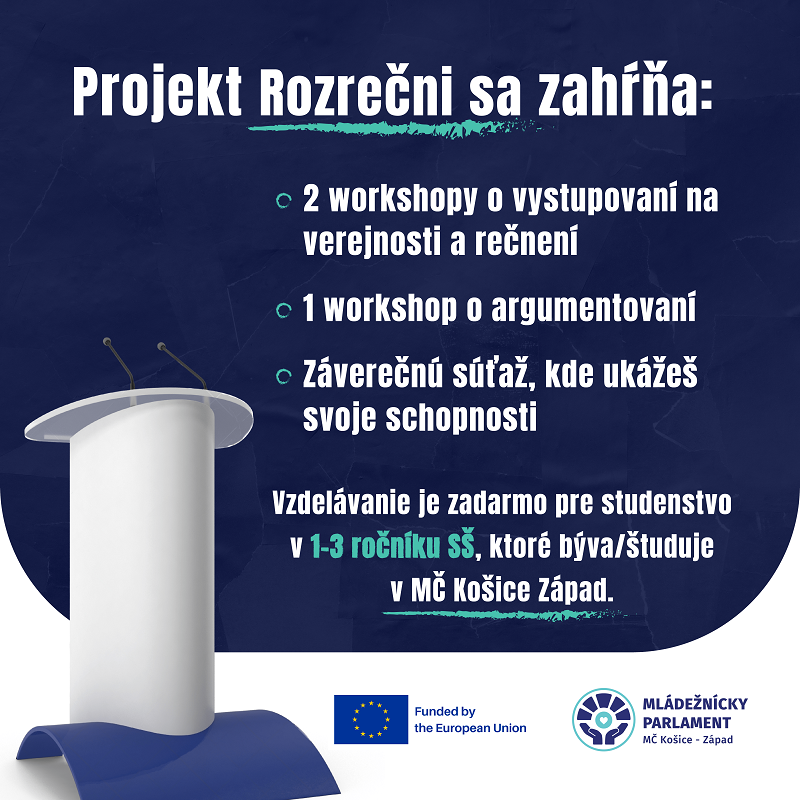 Projekt Rozrečni sa zahŕňa:
2 workshopy o vystupovaní na
verejnosti a rečnení
1 workshop o argumentovaní
Záverečnú súťaž, kde ukážeš
svoje schopnosti
Vzdelávanie je zadarmo pre studenstvo
v 1-3 ročníku SŠ, ktoré býva/študuje
v MČ Košice Západ.
Funded by
the European Union
MLÁDEŽNÍCKY
PARLAMENT
MČ Košice - Západ